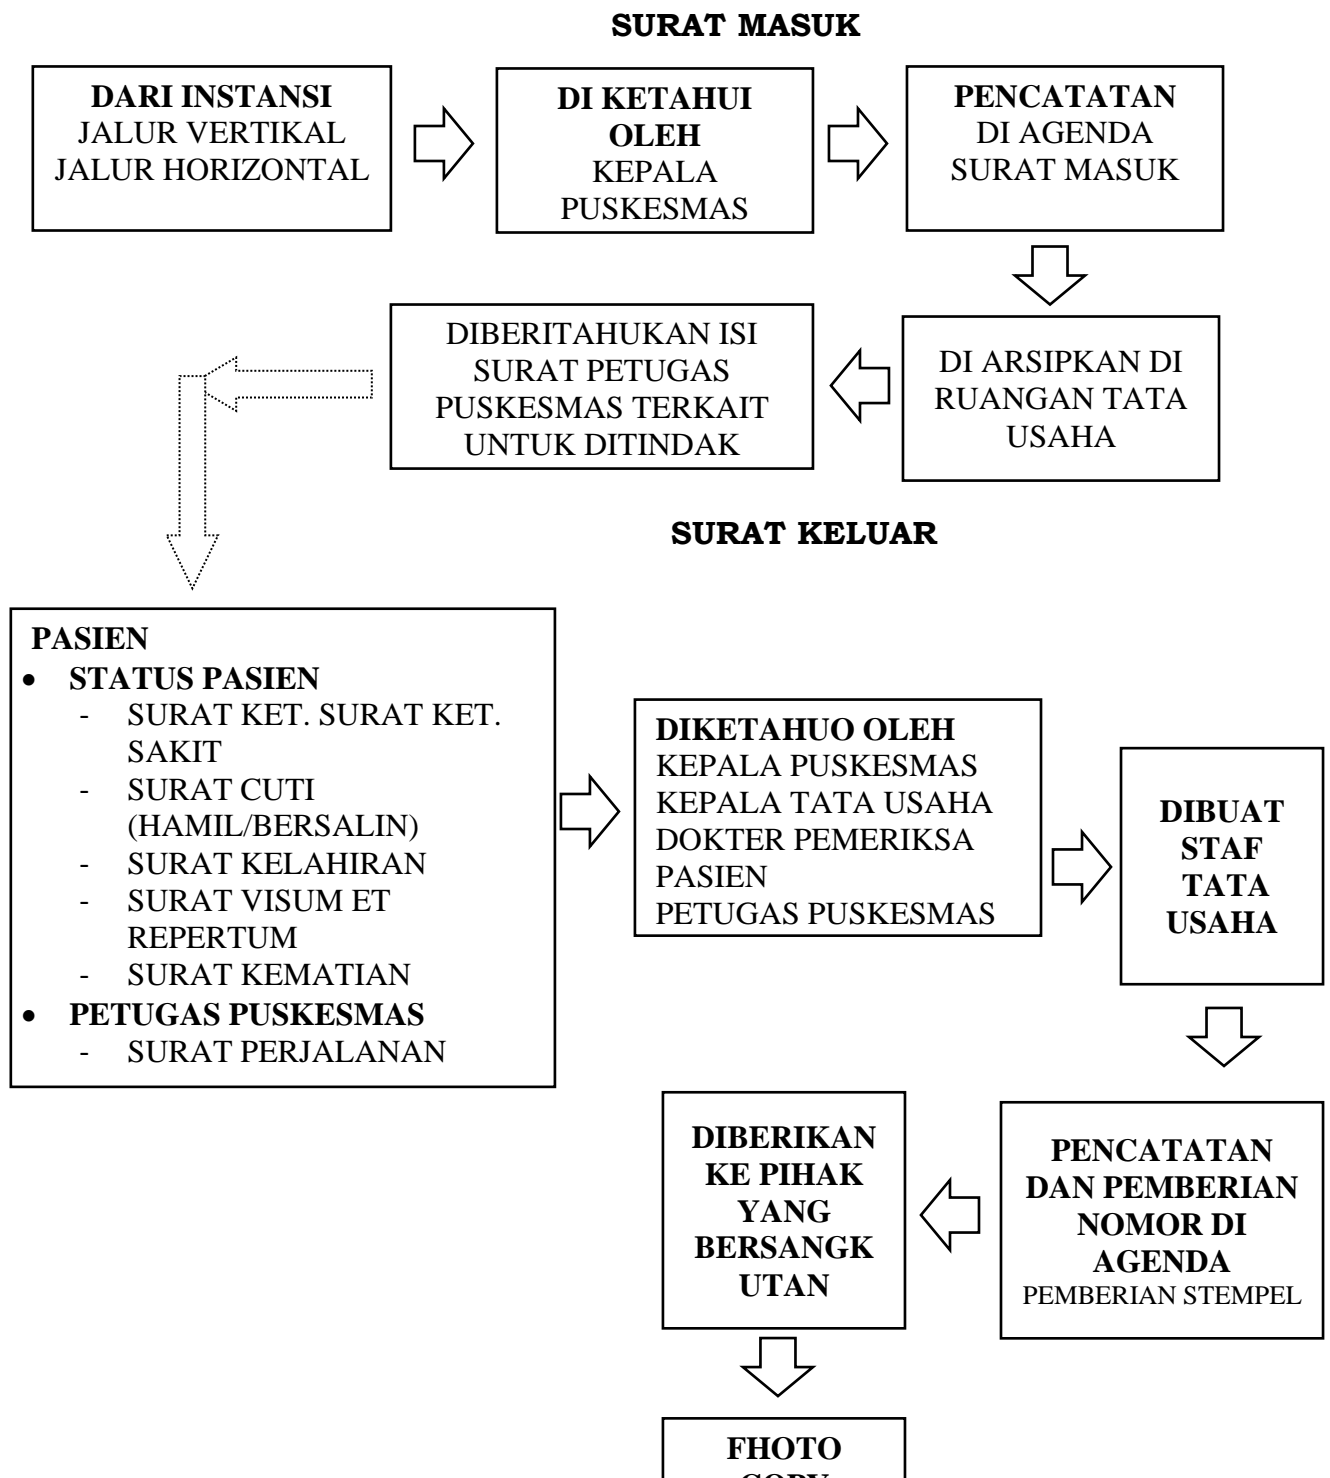 SURAT MASUK
DARI INSTANSI
JALUR VERTIKAL
JALUR HORIZONTAL
DI KETAHUI
OLEH
KEPALA
PUSKESMAS
PENCATATAN
DI AGENDA
SURAT MASUK
DI ARSIPKAN DI
RUANGAN TATA
USAHA
DIBERITAHUKAN ISI
SURAT PETUGAS
PUSKESMAS TERKAIT
UNTUK DITINDAK
SURAT KELUAR
PASIEN
• STATUS PASIEN
- SURAT KET. SURAT KET.
SAKIT
- SURAT CUTI
(HAMIL/BERSALIN)
- SURAT KELAHIRAN
- SURAT VISUM ET
REPERTUM
- SURAT KEMATIAN
• PETUGAS PUSKESMAS
- SURAT PERJALANAN
DIKETAHUO OLEH
KEPALA PUSKESMAS
KEPALA TATA USAHA
DOKTER PEMERIKSA
PASIEN
PETUGAS PUSKESMAS
DIBUAT
STAF
TATA
USAHA
PENCATATAN
DAN PEMBERIAN
NOMOR DI
AGENDA
PEMBERIAN STEMPEL
DIBERIKAN
KE PIHAK
YANG
BERSANGK
UTAN
FHOTO
COPY